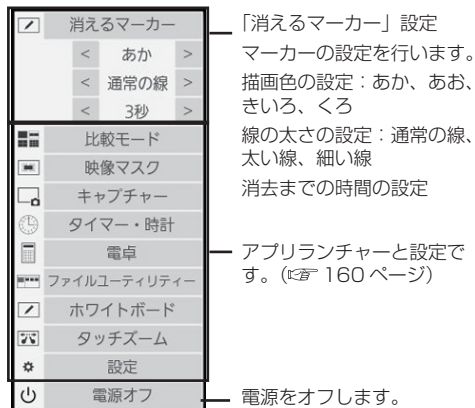 消えるマーカー
< あか >
< 通常の線 >
< 3秒 >
比較モード
映像マスク
キャプチャー
タイマー・時計
電卓
ファイルユーティリティー
ホワイトボード
タッチズーム
設定
電源オフ
「消えるマーカー」設定
マーカーの設定を行います。
描画色の設定：あか、あお、
きいろ、くろ
線の太さの設定：通常の線、
太い線、細い線
消去までの時間の設定
アプリランチャーと設定で
す。(☞ 160 ページ)
電源をオフします。